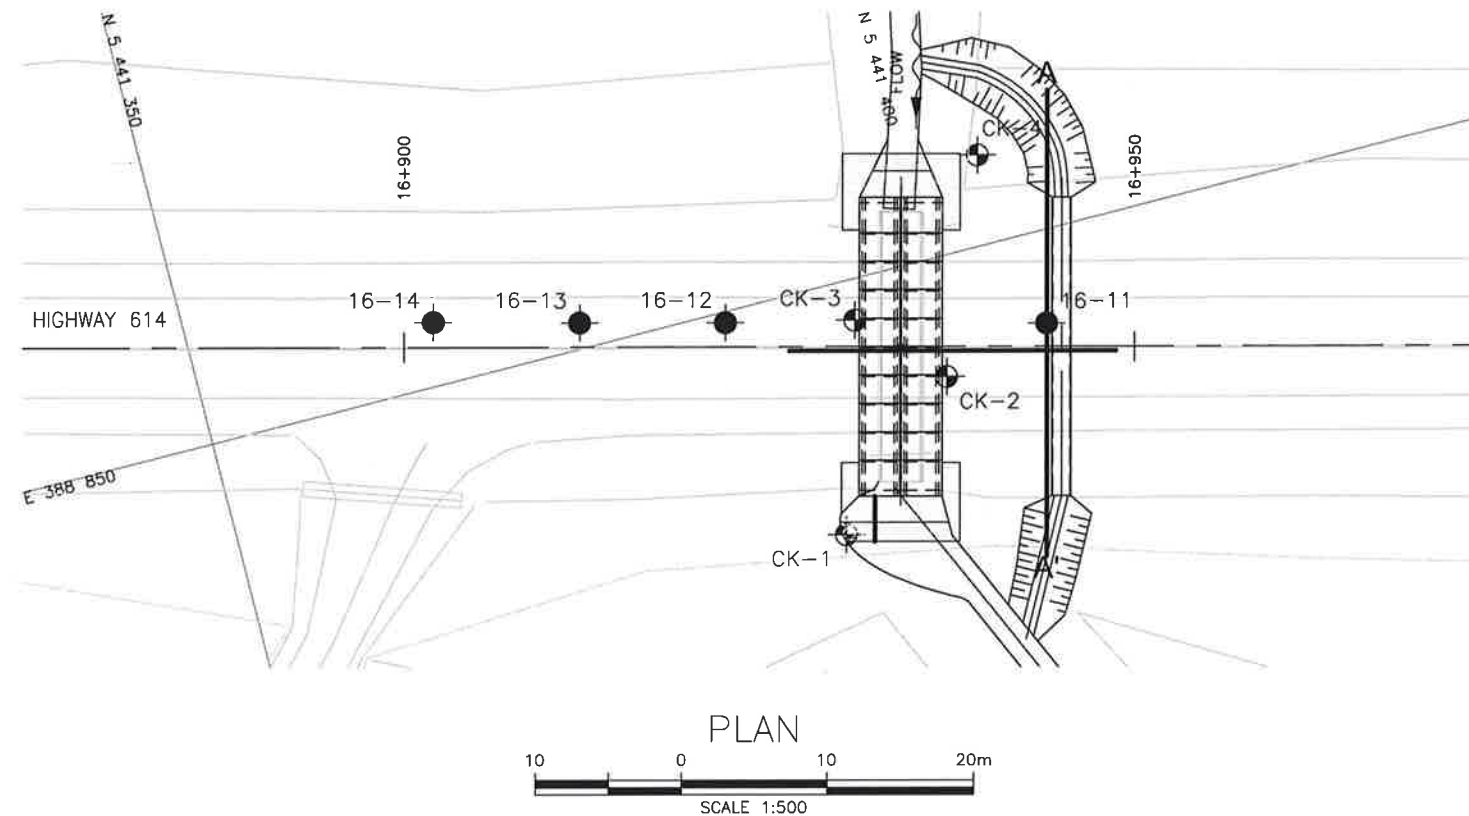 N 5 441 350
N 5 441 400
FLOW
A
CK-4
16+900
16+950
16-14
16-13
16-12
CK-3
16-11
HIGHWAY 614
CK-2
E 388 850
CK-1
A'
PLAN
10 0 10 20m
SCALE 1:500